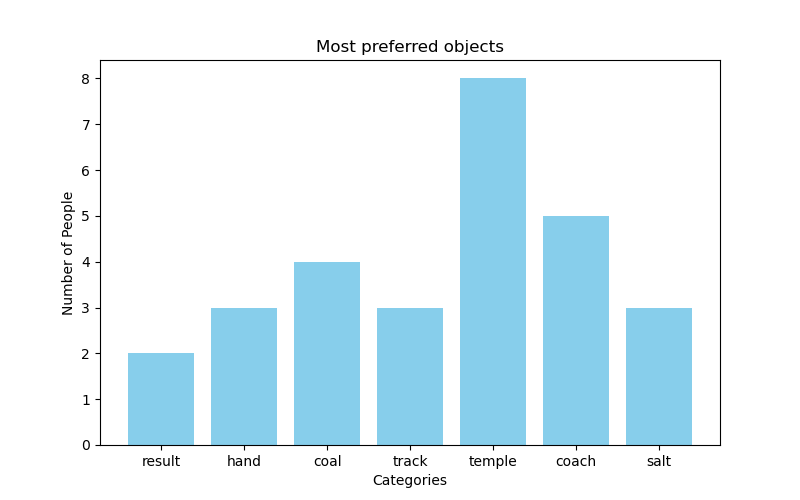 Most preferred objects
Number of People
8
7
6
5
4
3
2
1
0
result hand coal track temple coach salt
Categories